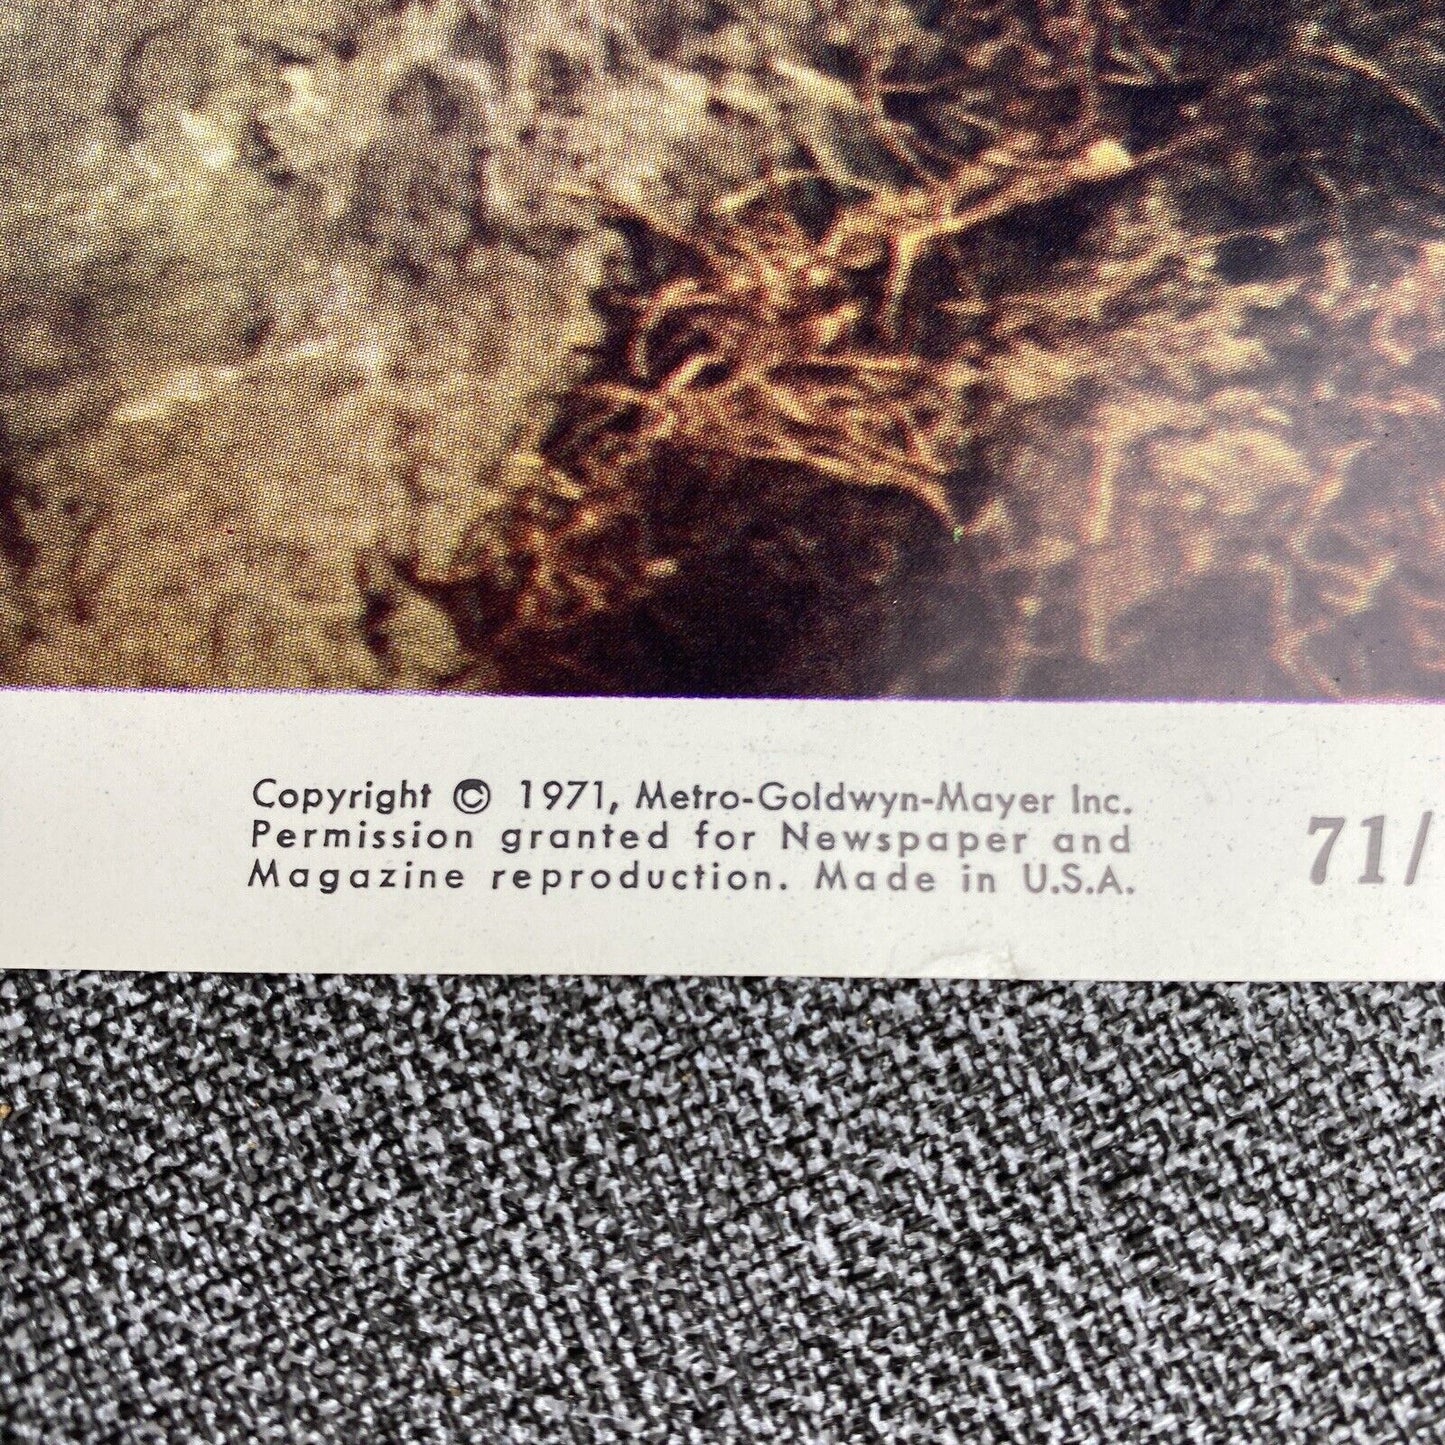 Copyright © 1971, Metro-Goldwyn-Mayer Inc.
Permission granted for Newspaper and
Magazine reproduction. Made in U.S.A.
71/